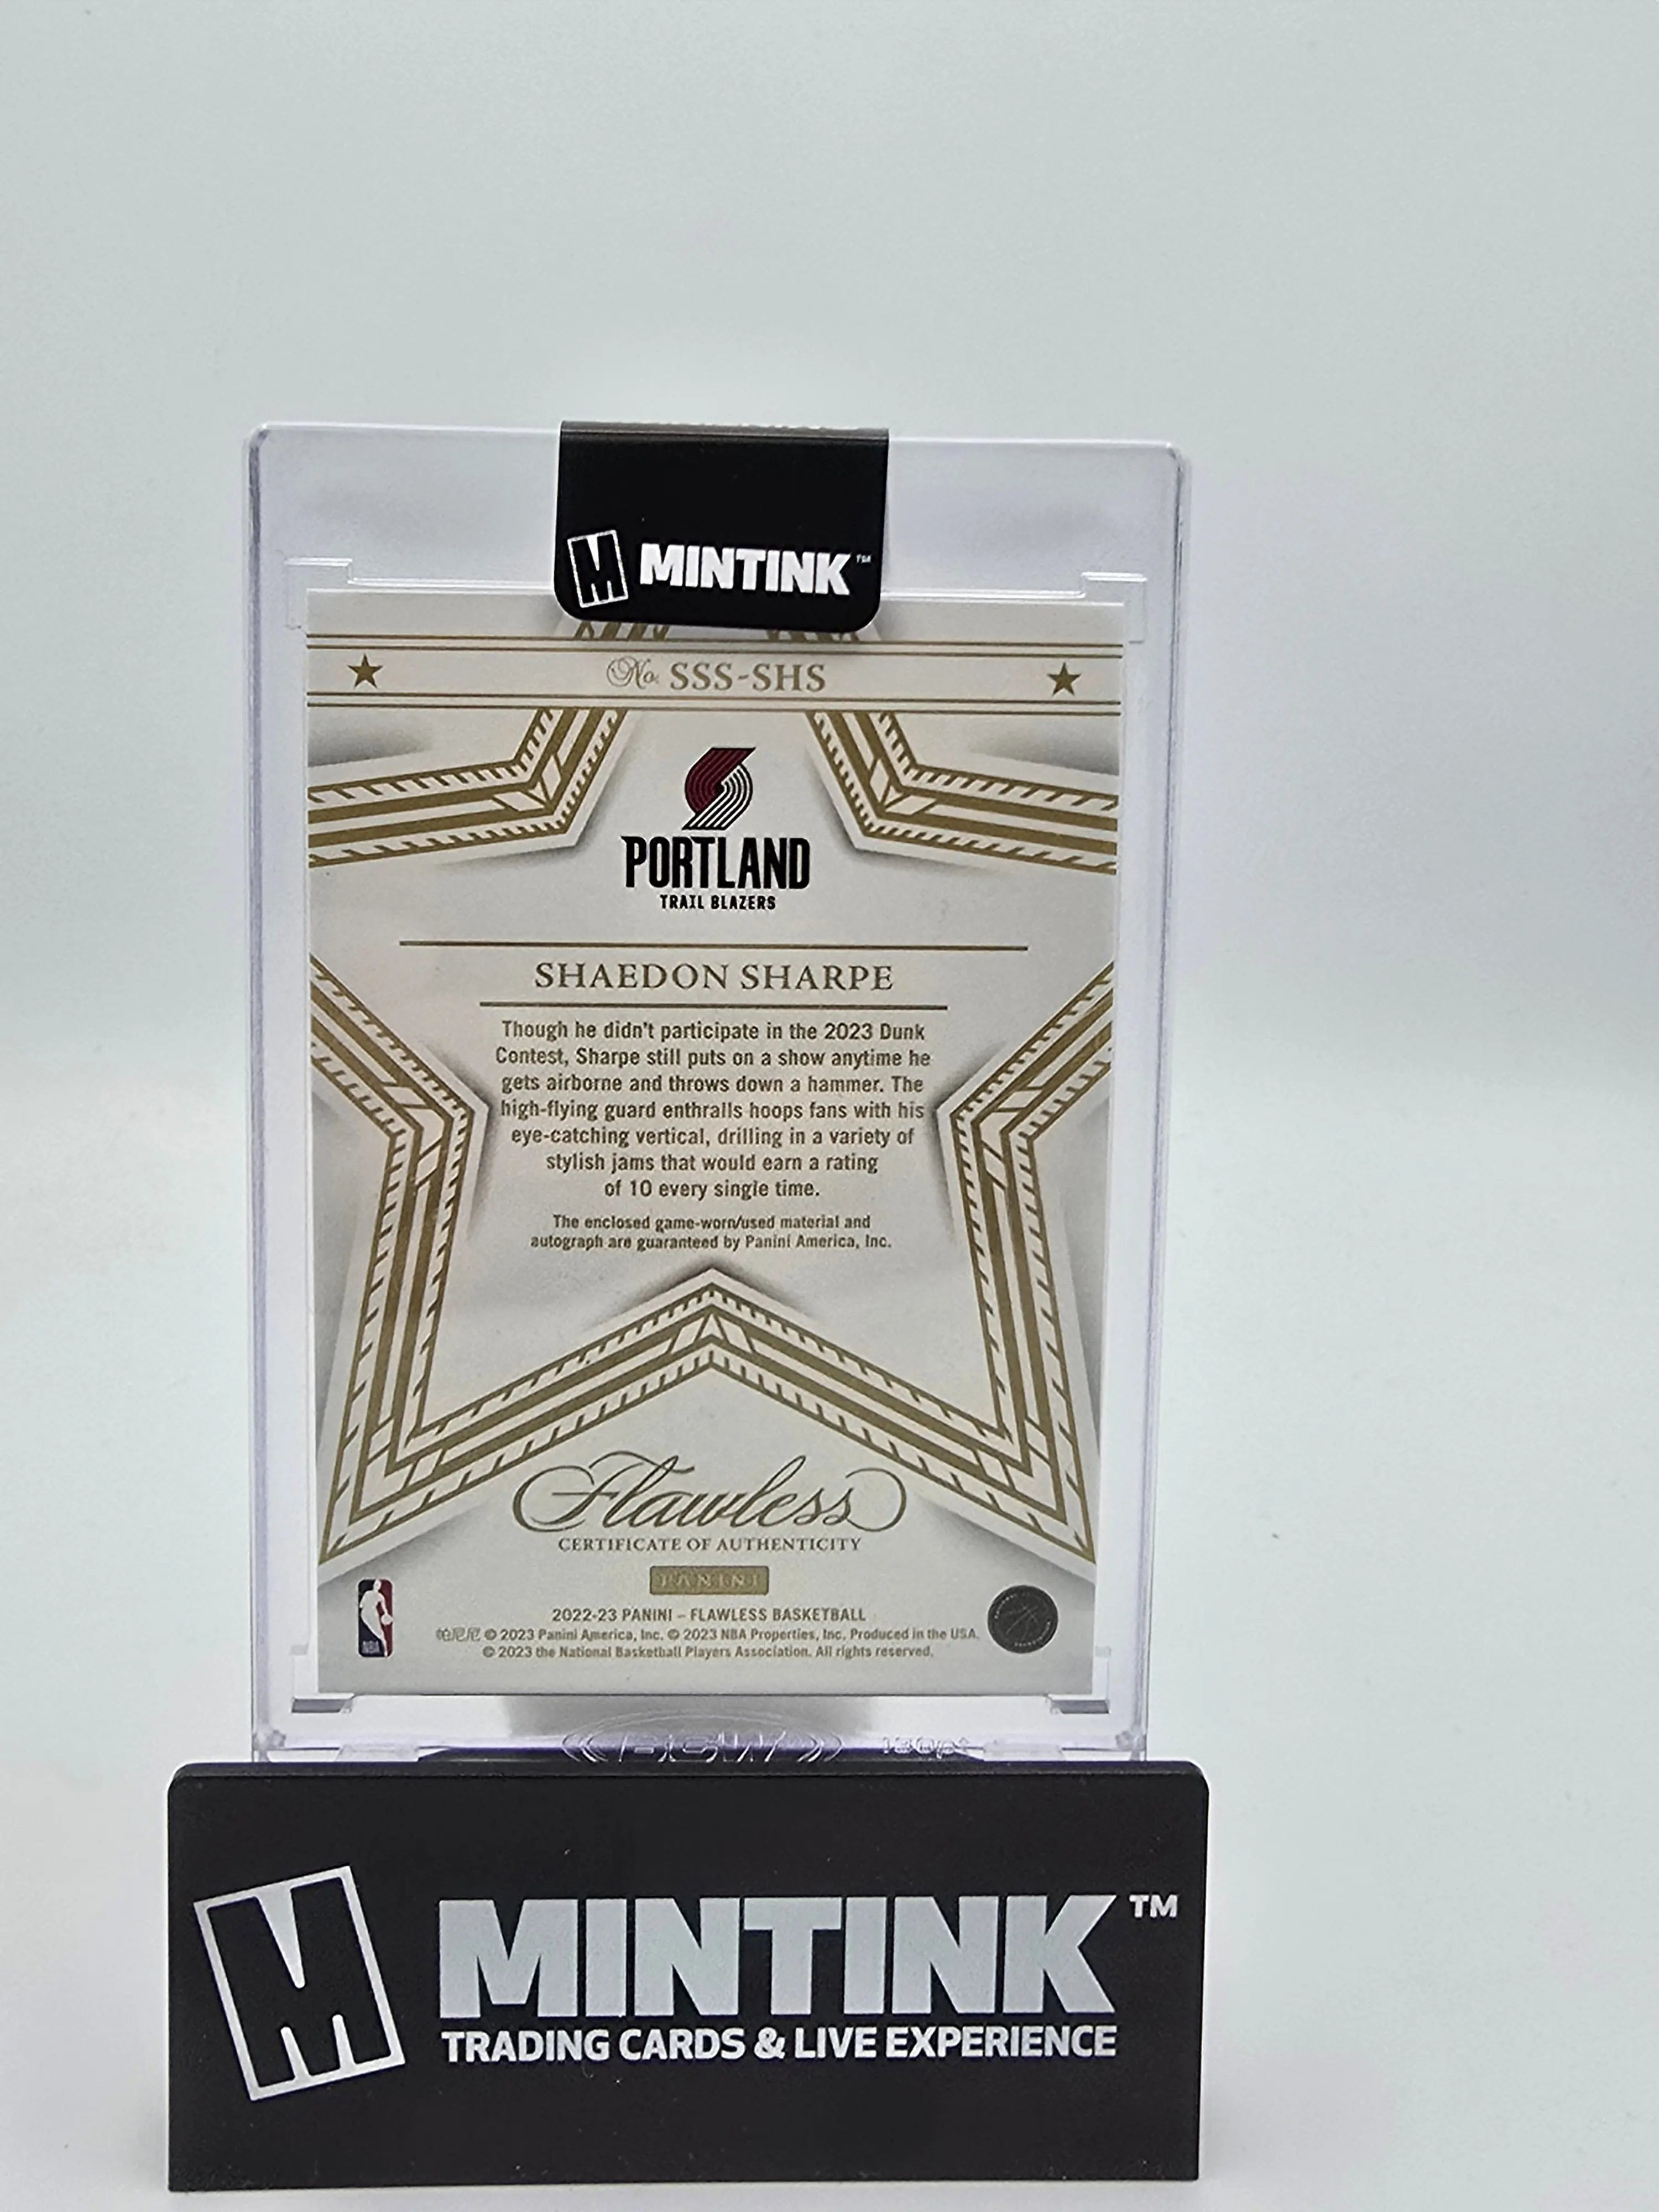 M MINTINK™
No. SSS-SHS
PORTLAND
TRAIL BLAZERS
SHAEDON SHARPE
Though he didn't participate in the 2023 Dunk
Contest, Sharpe still puts on a show anytime he
gets airborne and throws down a hammer. The
high-flying guard enthralls hoops fans with his
eye-catching vertical, drilling in a variety of
stylish jams that would earn a rating
of 10 every single time.
The enclosed game-worn/used material and
autograph are guaranteed by Panini America, Inc.
Flawless
CERTIFICATE OF AUTHENTICITY
PANINI
NBA
2022-23 PANINI – FLAWLESS BASKETBALL
帕尼尼 © 2023 Panini America, Inc. © 2023 NBA Properties, Inc. Produced in the USA.
© 2023 the National Basketball Players Association. All rights reserved.
130pt
M MINTINK™
TRADING CARDS & LIVE EXPERIENCE